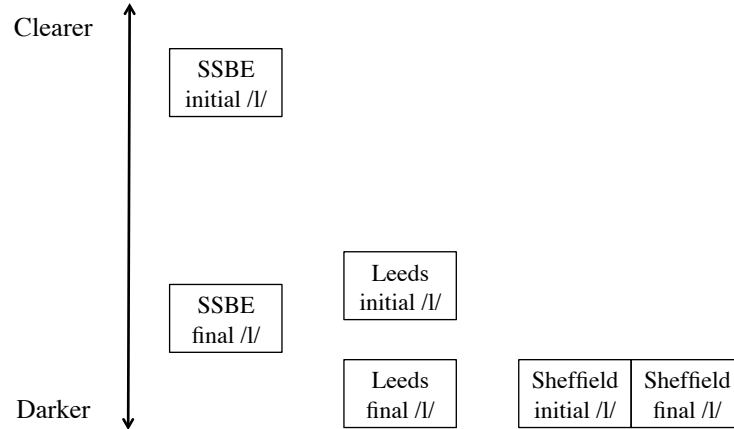 Clearer
SSBE
initial /l/
Leeds
initial /l/
SSBE
final /l/
Leeds
final /l/
Sheffield
initial /l/
Sheffield
final /l/
Darker